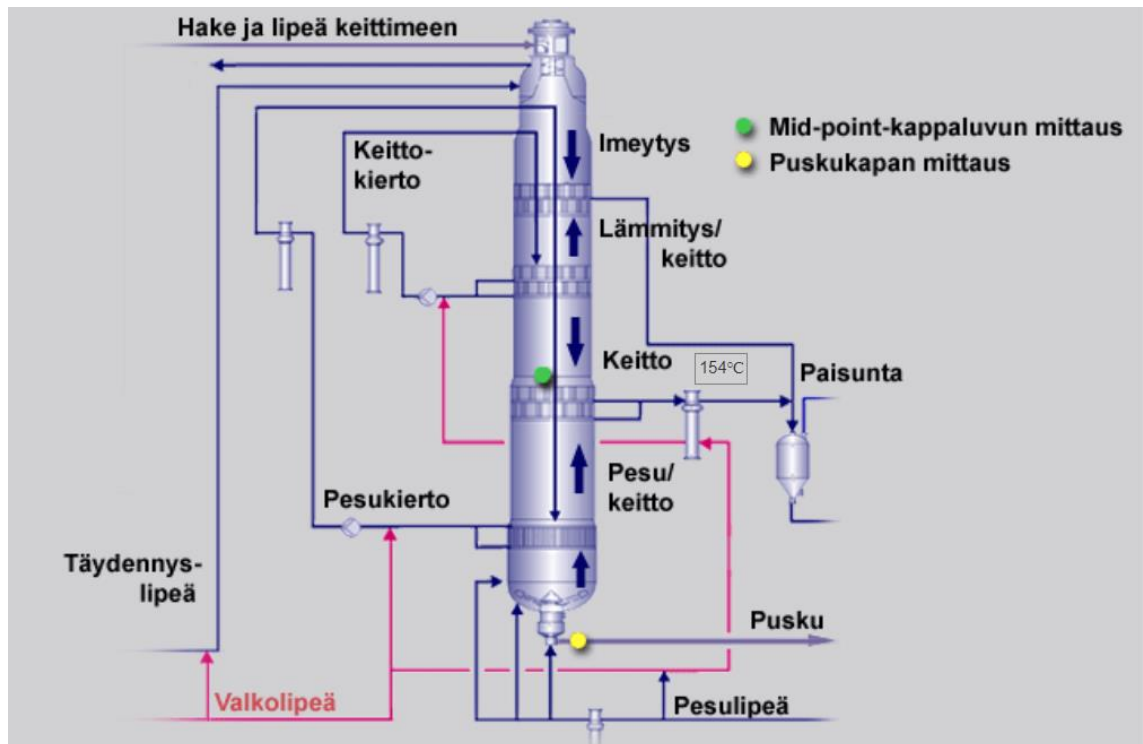 Hake ja lipeä keittimeen
Keitto-
kierto
Imeytys
Mid-point-kappaluvun mittaus
Puskukapan mittaus
Lämmitys/
keitto
Keitto
154°C
Paisunta
Pesu/
keitto
Pesukierto
Täydennys-
lipeä
Pusku
Valkolipeä
Pesulipeä